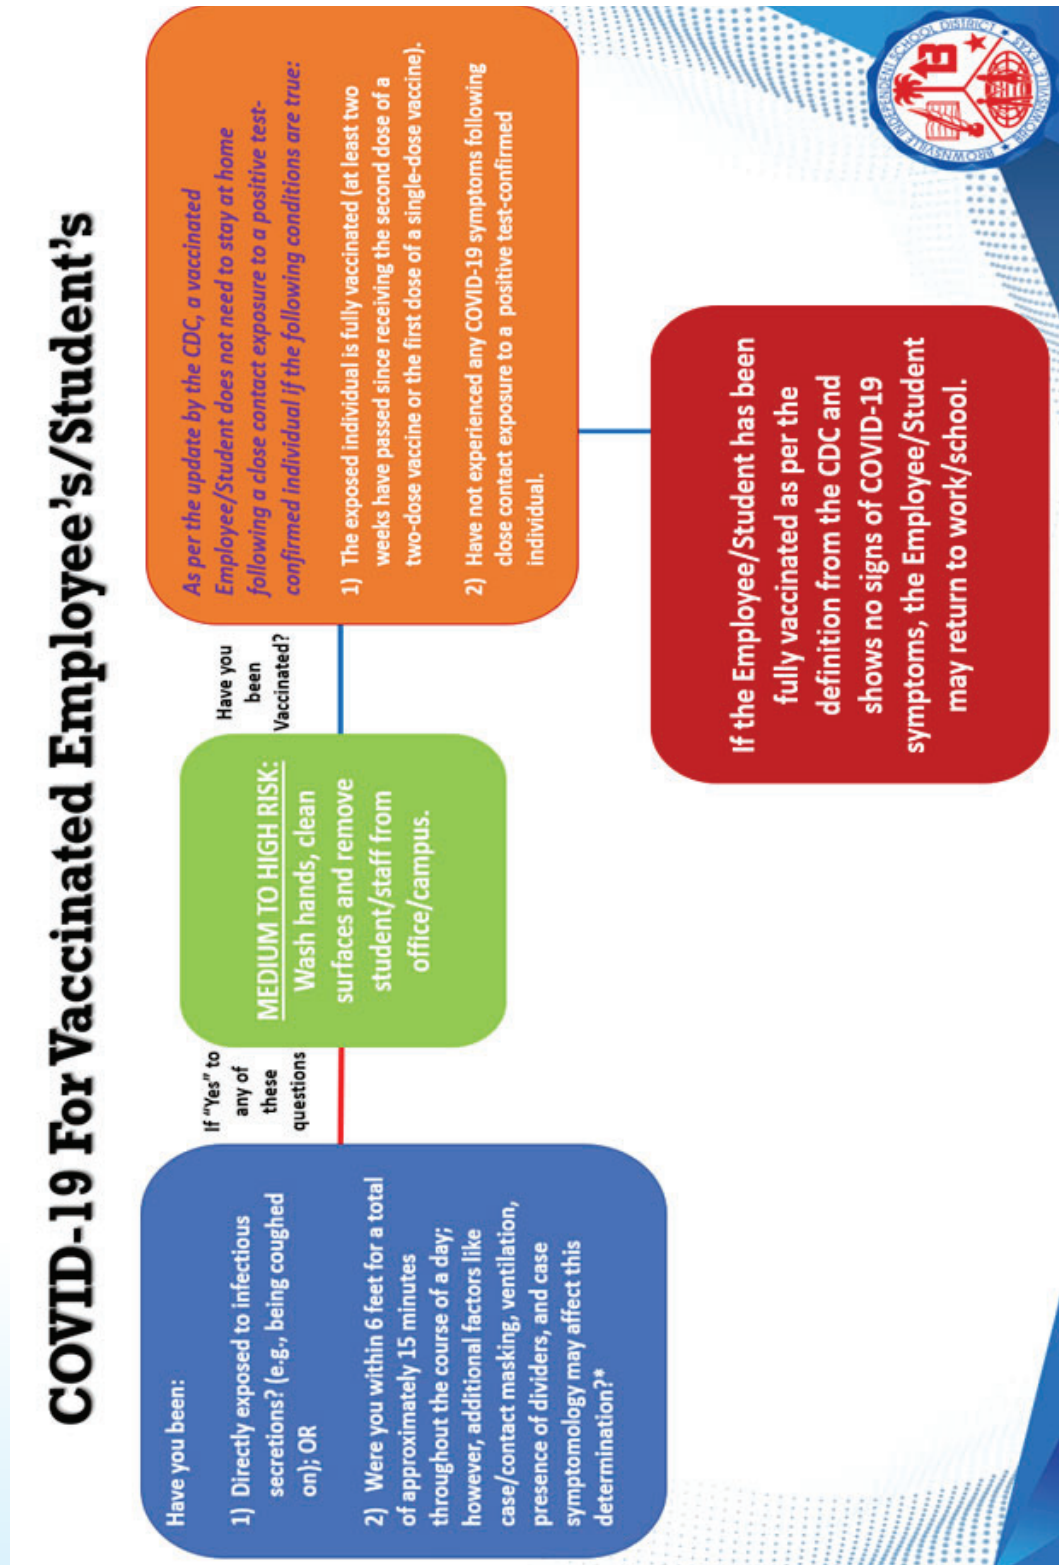 COVID-19 For Vaccinated Employee's/Student's
Have you been:
1) Directly exposed to infectious
secretions? (e.g., being coughed
on); OR
2) Were you within 6 feet for a total
of approximately 15 minutes
throughout the course of a day;
however, additional factors like
case/contact masking, ventilation,
presence of dividers, and case
symptomology may affect this
determination?*
If "Yes" to
any of
these
questions
MEDIUM TO HIGH RISK:
Wash hands, clean
surfaces and remove
student/staff from
office/campus.
Have you
been
Vaccinated?
As per the update by the CDC, a vaccinated
Employee/Student does not need to stay at home
following a close contact exposure to a positive test-
confirmed individual if the following conditions are true:
1) The exposed individual is fully vaccinated (at least two
weeks have passed since receiving the second dose of a
two-dose vaccine or the first dose of a single-dose vaccine).
2) Have not experienced any COVID-19 symptoms following
close contact exposure to a positive test-confirmed
individual.
If the Employee/Student has been
fully vaccinated as per the
definition from the CDC and
shows no signs of COVID-19
symptoms, the Employee/Student
may return to work/school.
BROWNSVILLE INDEPENDENT SCHOOL DISTRICT
BROWNSVILLE, TEXAS
B